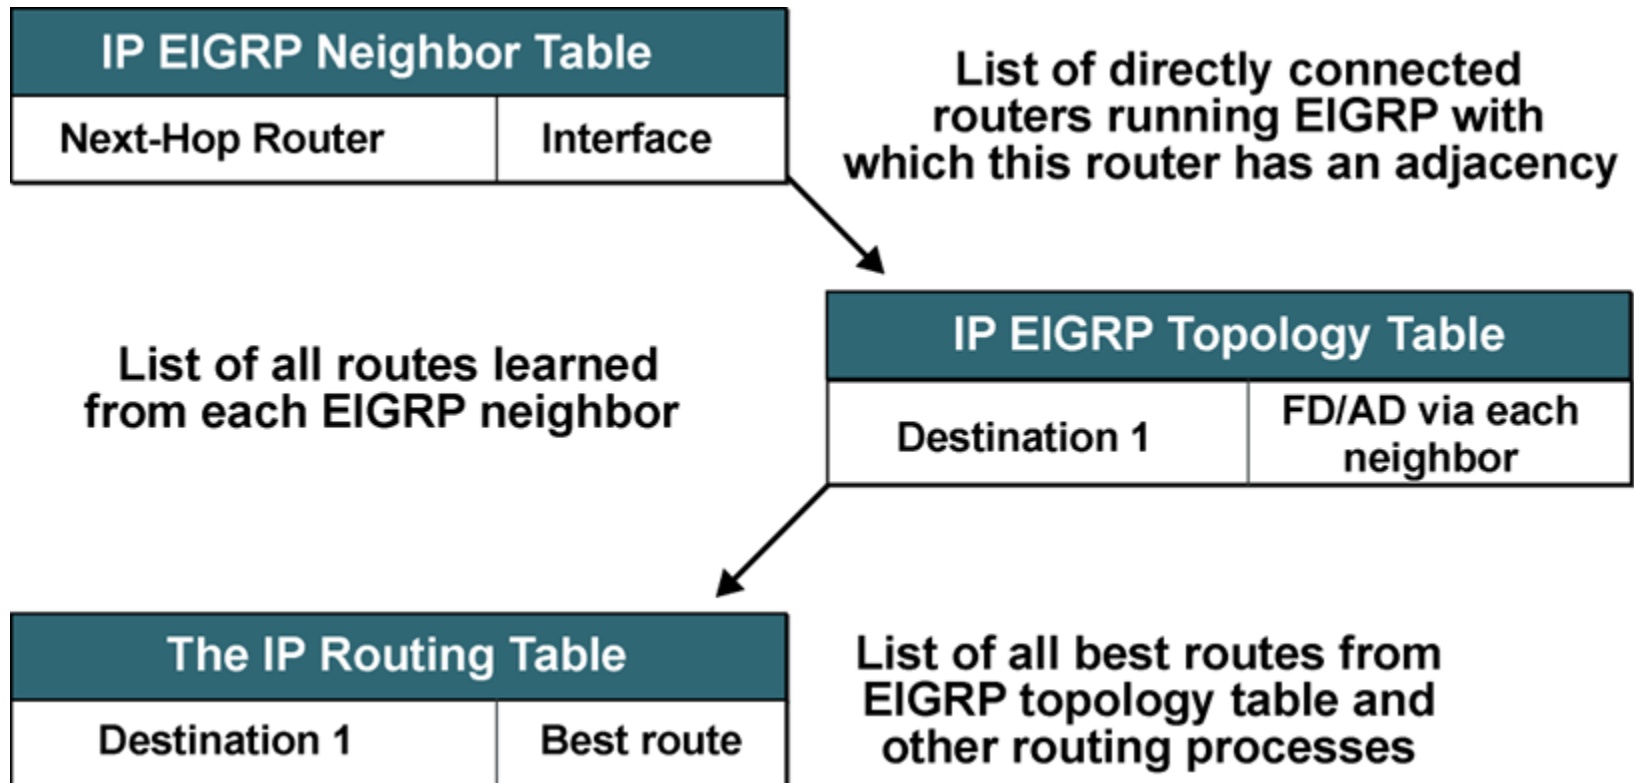 IP EIGRP Neighbor Table
Next-Hop Router
Interface
List of directly connected
routers running EIGRP with
which this router has an adjacency
List of all routes learned
from each EIGRP neighbor
IP EIGRP Topology Table
Destination 1
FD/AD via each
neighbor
The IP Routing Table
Destination 1
Best route
List of all best routes from
EIGRP topology table and
other routing processes